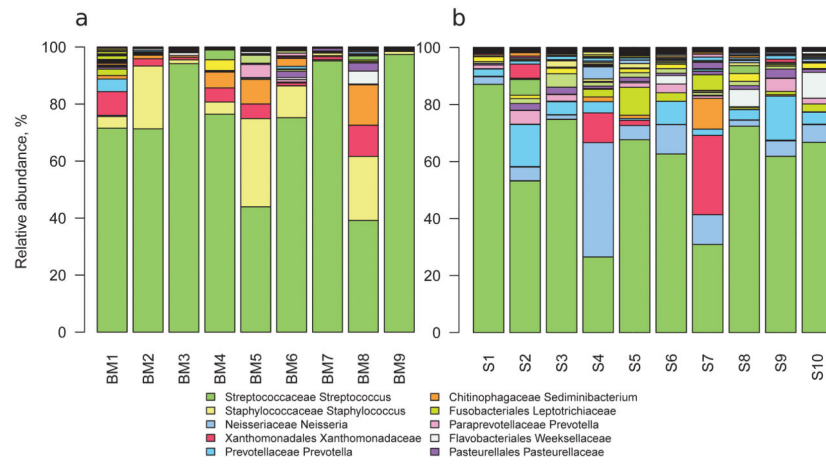 a
b
Relative abundance, %
100
80
60
40
20
0
100
80
60
40
20
0
BM1 BM2 BM3 BM4 BM5 BM6 BM7 BM8 BM9
S1 S2 S3 S4 S5 S6 S7 S8 S9 S10
Streptococcaceae Streptococcus
Staphylococcaceae Staphylococcus
Neisseriaceae Neisseria
Xanthomonadales Xanthomonadaceae
Prevotellaceae Prevotella
Chitinophagaceae Sediminibacterium
Fusobacteriales Leptotrichiaceae
Paraprevotellaceae Prevotella
Flavobacteriales Weeksellaceae
Pasteurellales Pasteurellaceae